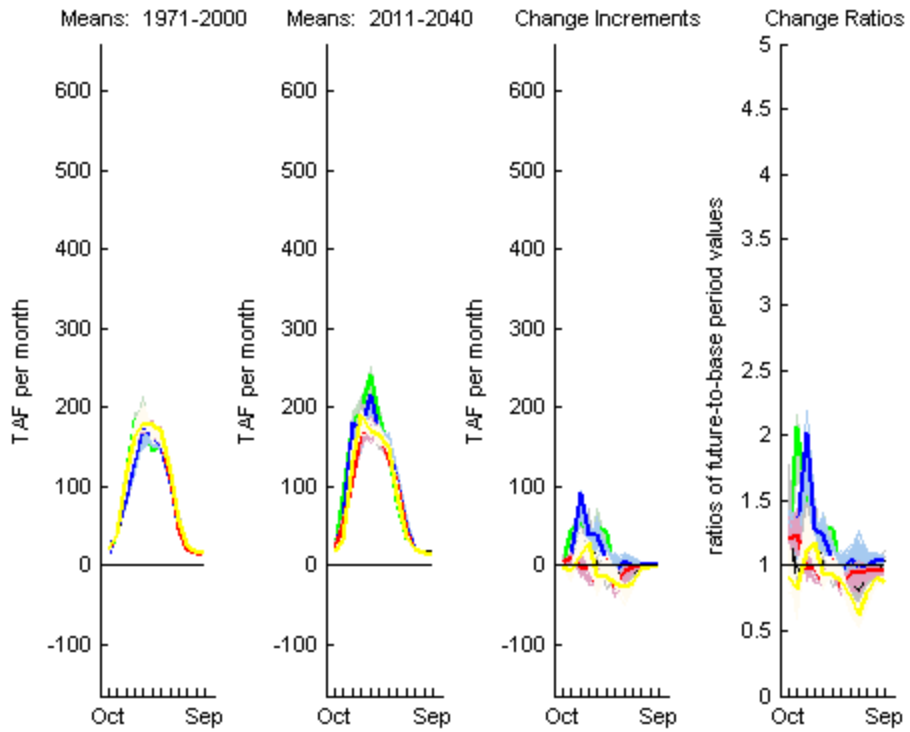 Means: 1971-2000
Means: 2011-2040
Change Increments
Change Ratios
TAF per month
600
500
400
300
200
100
0
-100
Oct
Sep
TAF per month
600
500
400
300
200
100
0
-100
Oct
Sep
TAF per month
600
500
400
300
200
100
0
-100
Oct
Sep
ratios of future-to-base period values
5
4.5
4
3.5
3
2.5
2
1.5
1
0.5
0
Oct
Sep